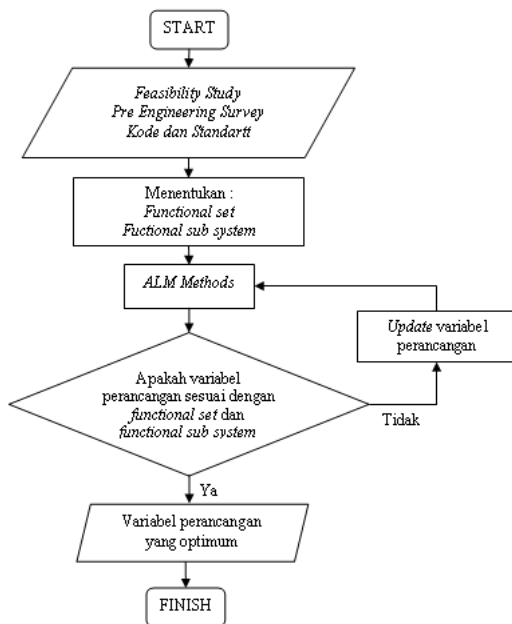 START
Feasibility Study
Pre Engineering Survey
Kode dan Standartt
Menentukan :
Functional set
Fuctional sub system
ALM Methods
Update variabel
perancangan
Apakah variabel
perancangan sesuai dengan
functional set dan
functional sub system
Tidak
Ya
Variabel perancangan
yang optimum
FINISH